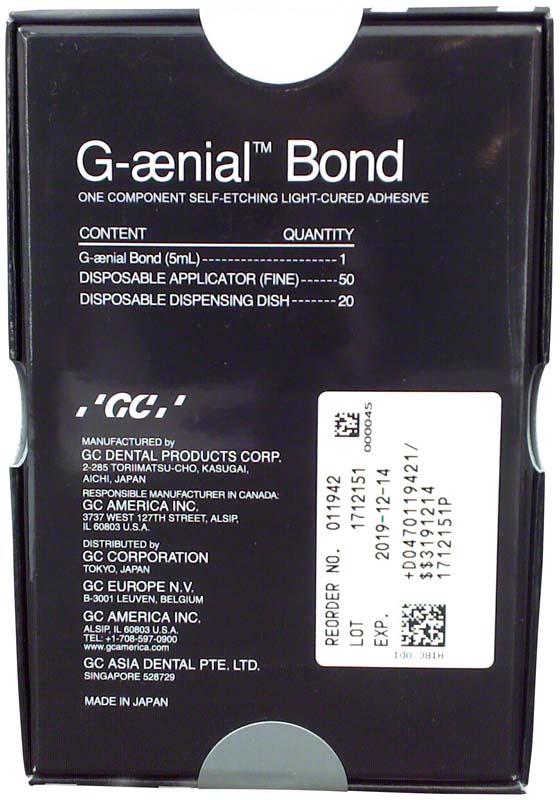 G-ænial™ Bond
ONE COMPONENT SELF-ETCHING LIGHT-CURED ADHESIVE
CONTENT QUANTITY
G-ænial Bond (5mL)---------------------1
DISPOSABLE APPLICATOR (FINE)------50
DISPOSABLE DISPENSING DISH-------20
GC
MANUFACTURED by
GC DENTAL PRODUCTS CORP.
2-285 TORIIMATSU-CHO, KASUGAI,
AICHI, JAPAN
RESPONSIBLE MANUFACTURER IN CANADA:
GC AMERICA INC.
3737 WEST 127TH STREET, ALSIP,
IL 60803 U.S.A.
DISTRIBUTED by
GC CORPORATION
TOKYO, JAPAN
GC EUROPE N.V.
B-3001 LEUVEN, BELGIUM
GC AMERICA INC.
ALSIP, IL 60803 U.S.A.
TEL: +1-708-597-0900
www.gcamerica.com
GC ASIA DENTAL PTE. LTD.
SINGAPORE 528729
MADE IN JAPAN
000045
REORDER NO. 011942
LOT 1712151
EXP. 2019-12-14
+D0470119421/
$$3191214
1712151P